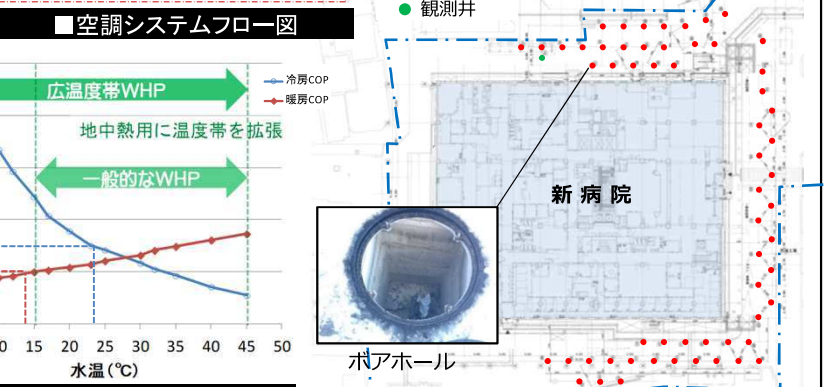 ■空調システムフロー図
● 観測井
広温度帯WHP
冷房COP
暖房COP
地中熱用に温度帯を拡張
一般的なWHP
新病院
0 15 20 25 30 35 40 45 50
水温(℃)
ボアホール